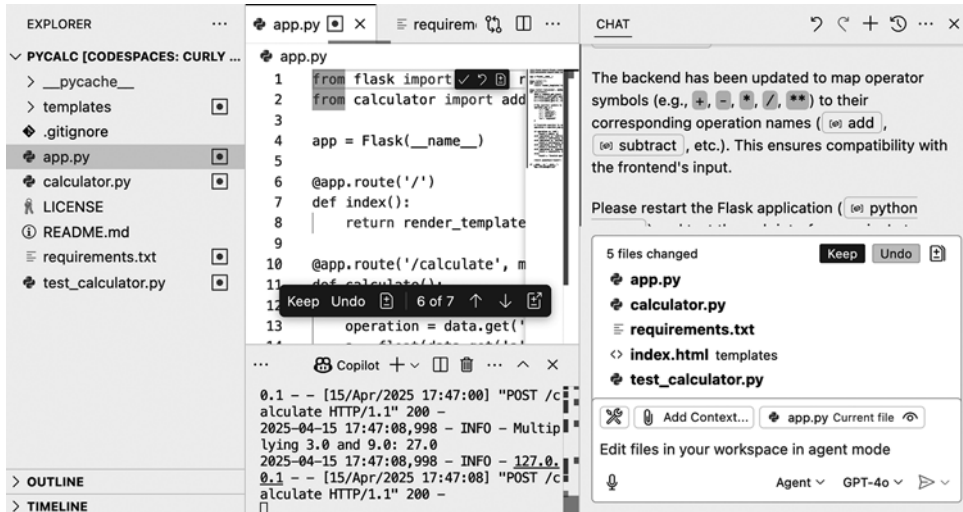 EXPLORER
PYCALC [CODESPACES: CURLY ...
__pycache__
templates
.gitignore
app.py
calculator.py
LICENSE
README.md
requirements.txt
test_calculator.py
OUTLINE
TIMELINE
app.py
requirem
app.py
1 from flask import r
2 from calculator import add
3
4 app = Flask(__name__)
5
6 @app.route('/')
7 def index():
8 return render_template
9
10 @app.route('/calculate', m
11 def calculate():
12
13 operation = data.get('
14
Keep Undo 6 of 7
Copilot
0.1 - - [15/Apr/2025 17:47:00] "POST /c
alculate HTTP/1.1" 200 -
2025-04-15 17:47:08,998 - INFO - Multip
lying 3.0 and 9.0: 27.0
2025-04-15 17:47:08,998 - INFO - 127.0.
0.1 - - [15/Apr/2025 17:47:08] "POST /c
alculate HTTP/1.1" 200 -
CHAT
The backend has been updated to map operator
symbols (e.g., +, -, *, /, **) to their
corresponding operation names ( add ,
subtract , etc.). This ensures compatibility with
the frontend's input.
Please restart the Flask application ( python
5 files changed Keep Undo
app.py
calculator.py
requirements.txt
<> index.html templates
test_calculator.py
Add Context... app.py Current file
Edit files in your workspace in agent mode
Agent GPT-4o